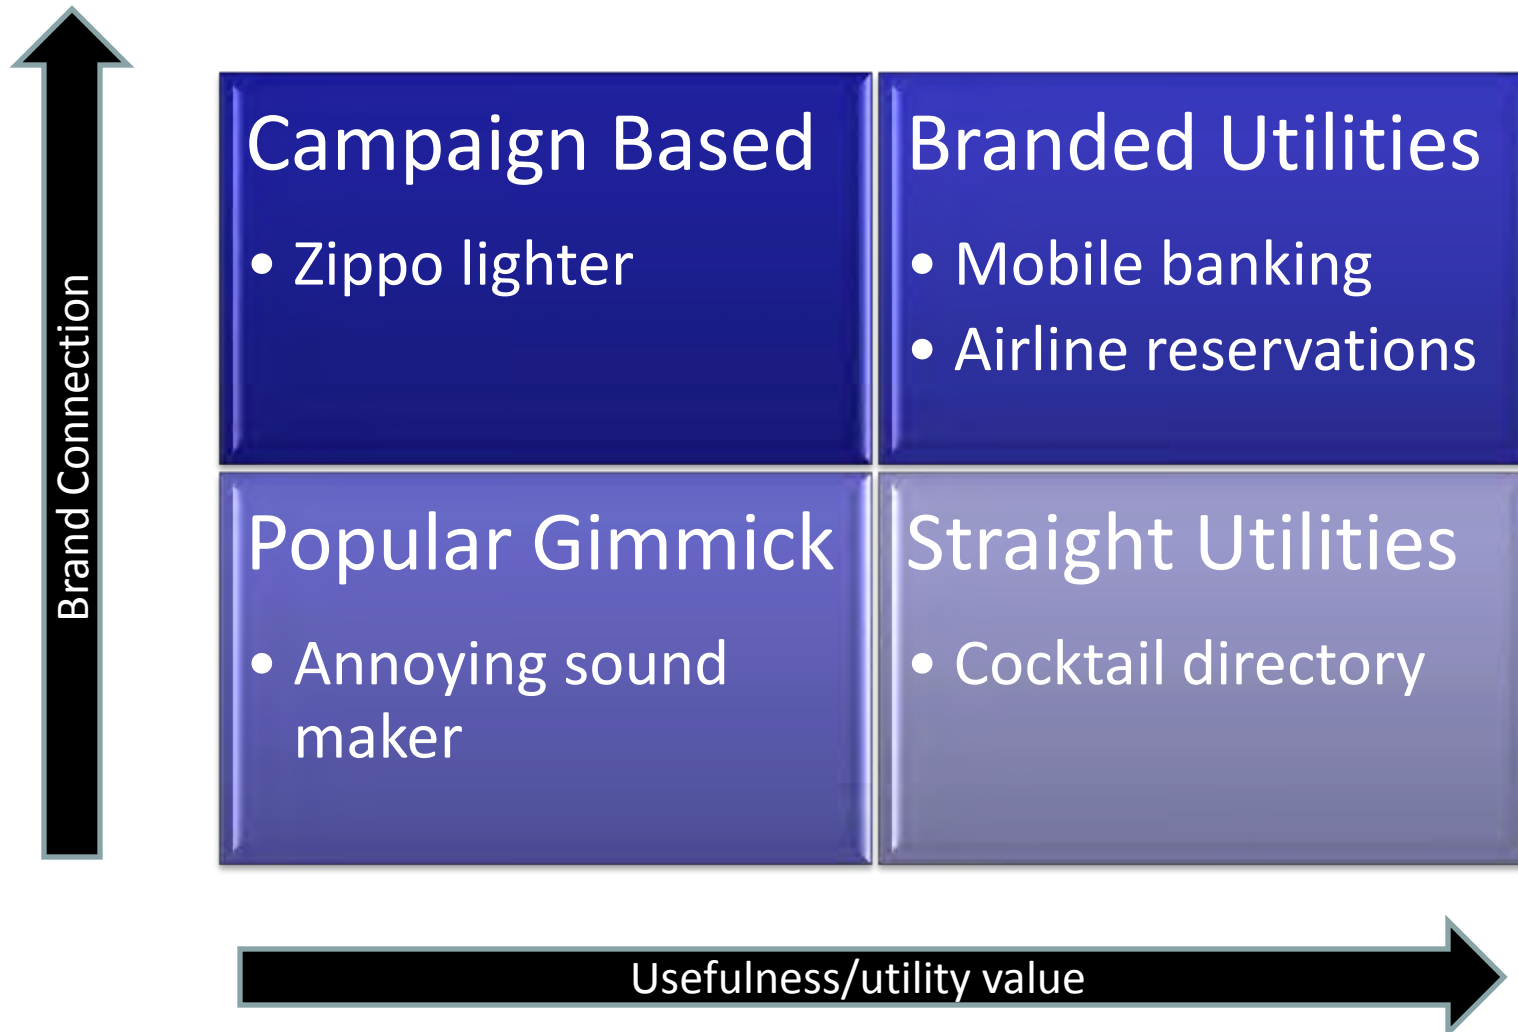 Brand Connection
Campaign Based
• Zippo lighter
Branded Utilities
• Mobile banking
• Airline reservations
Popular Gimmick
• Annoying sound
maker
Straight Utilities
• Cocktail directory
Usefulness/utility value